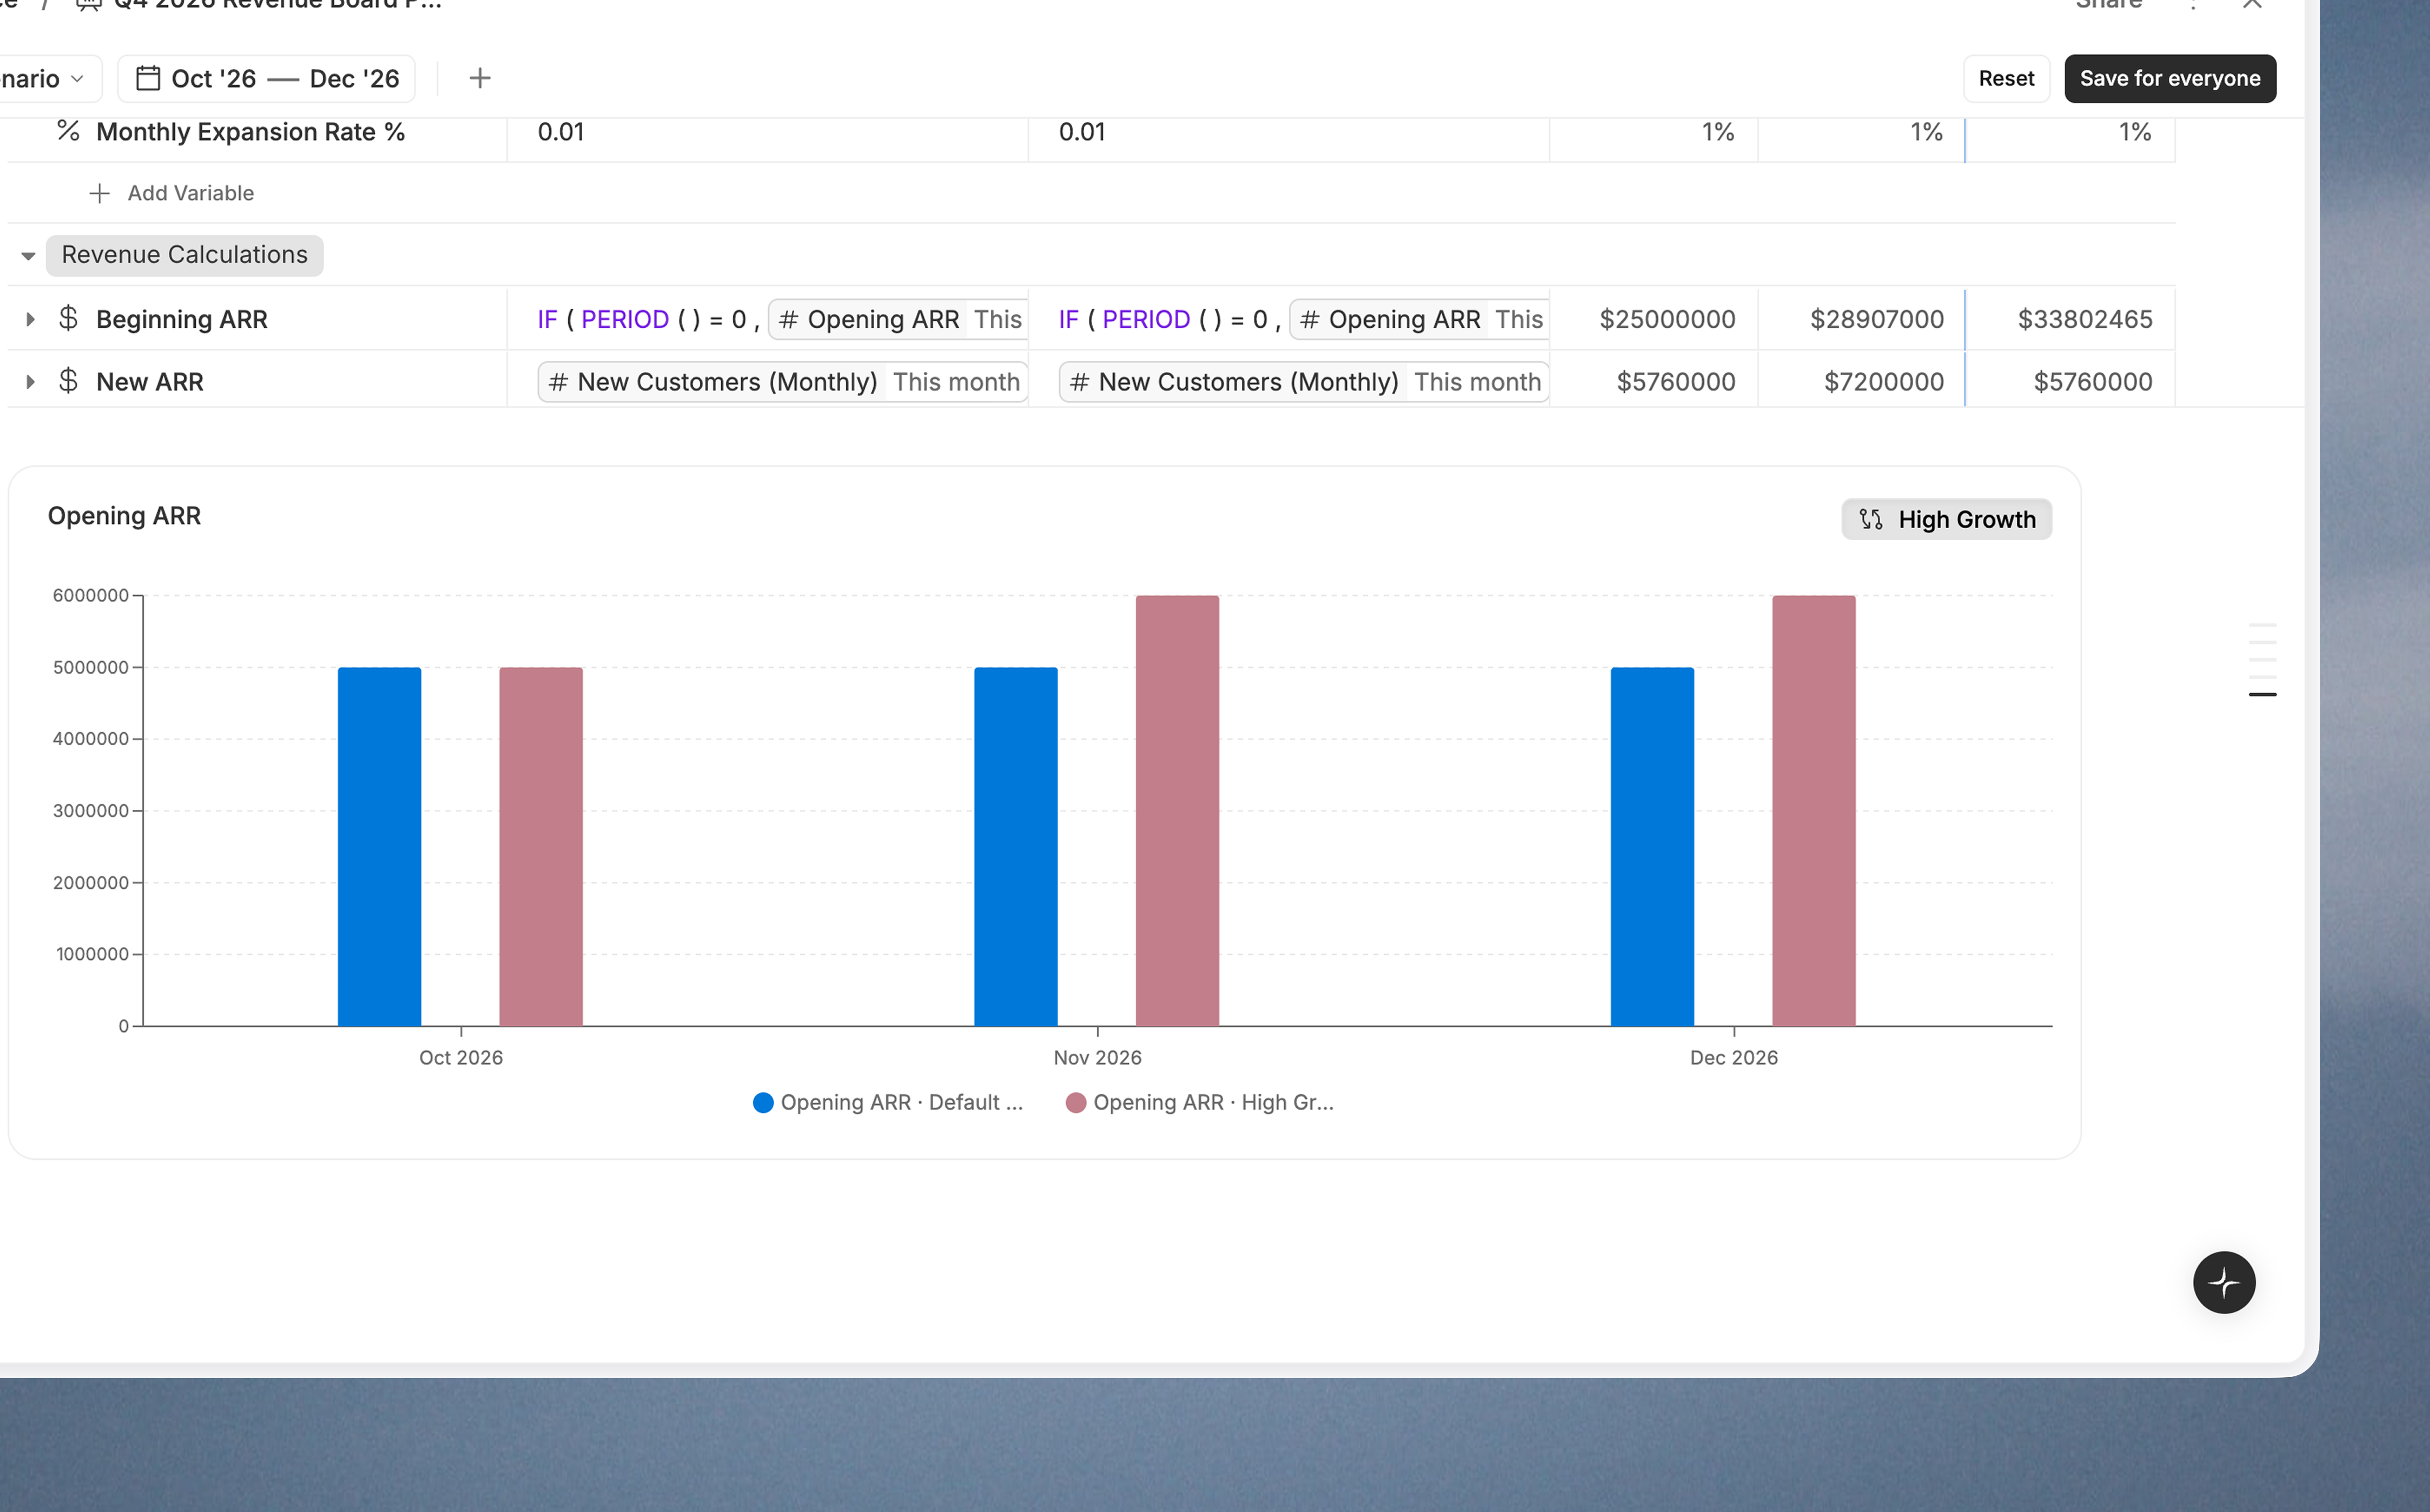 Q4 2026 Revenue Board P...
Share
nario
Oct '26 — Dec '26
+
Reset
Save for everyone
% Monthly Expansion Rate % 0.01 0.01 1% 1% 1%
+ Add Variable
Revenue Calculations
$ Beginning ARR IF ( PERIOD ( ) = 0 , # Opening ARR This IF ( PERIOD ( ) = 0 , # Opening ARR This $25000000 $28907000 $33802465
$ New ARR # New Customers (Monthly) This month # New Customers (Monthly) This month $5760000 $7200000 $5760000
Opening ARR
High Growth
6000000
5000000
4000000
3000000
2000000
1000000
0
Oct 2026 Nov 2026 Dec 2026
Opening ARR · Default ... Opening ARR · High Gr...